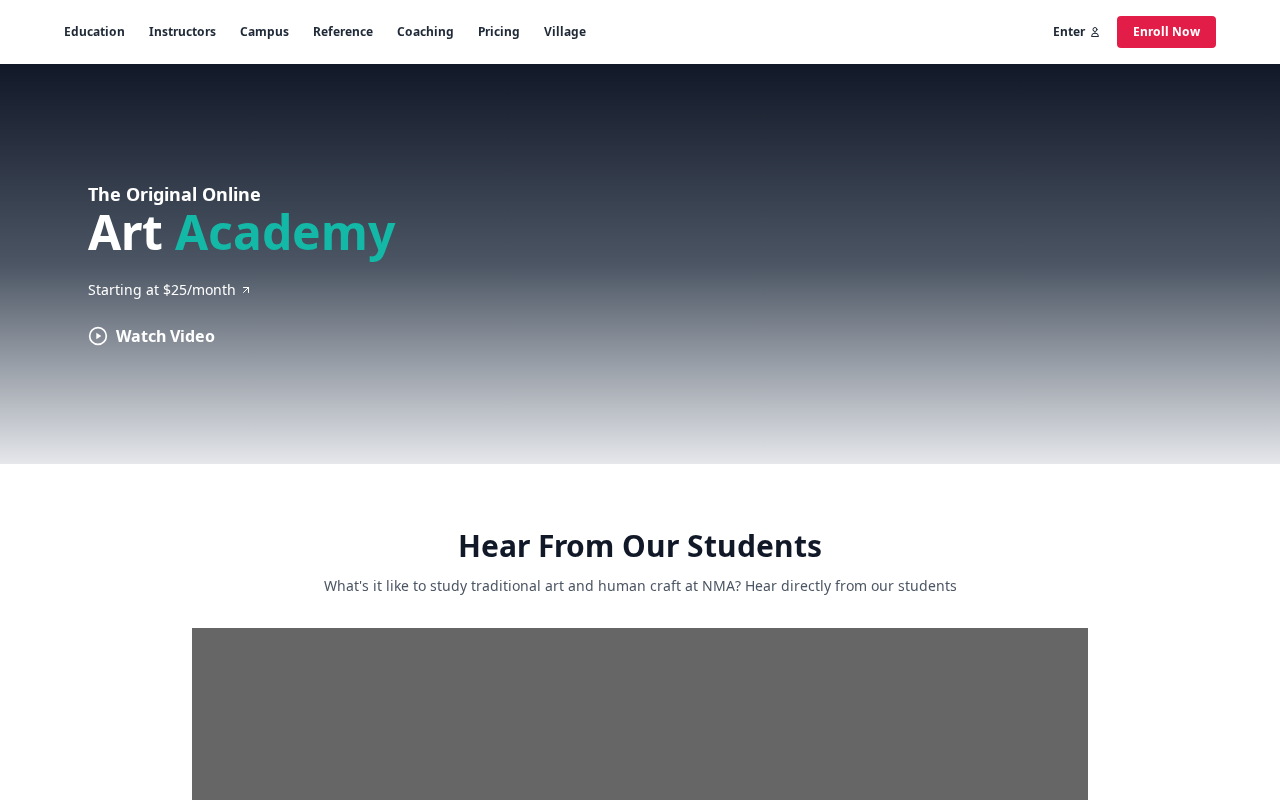 Education Instructors Campus Reference Coaching Pricing Village Enter Enroll Now
The Original Online
Art Academy
Starting at $25/month
Watch Video
Hear From Our Students
What's it like to study traditional art and human craft at NMA? Hear directly from our students